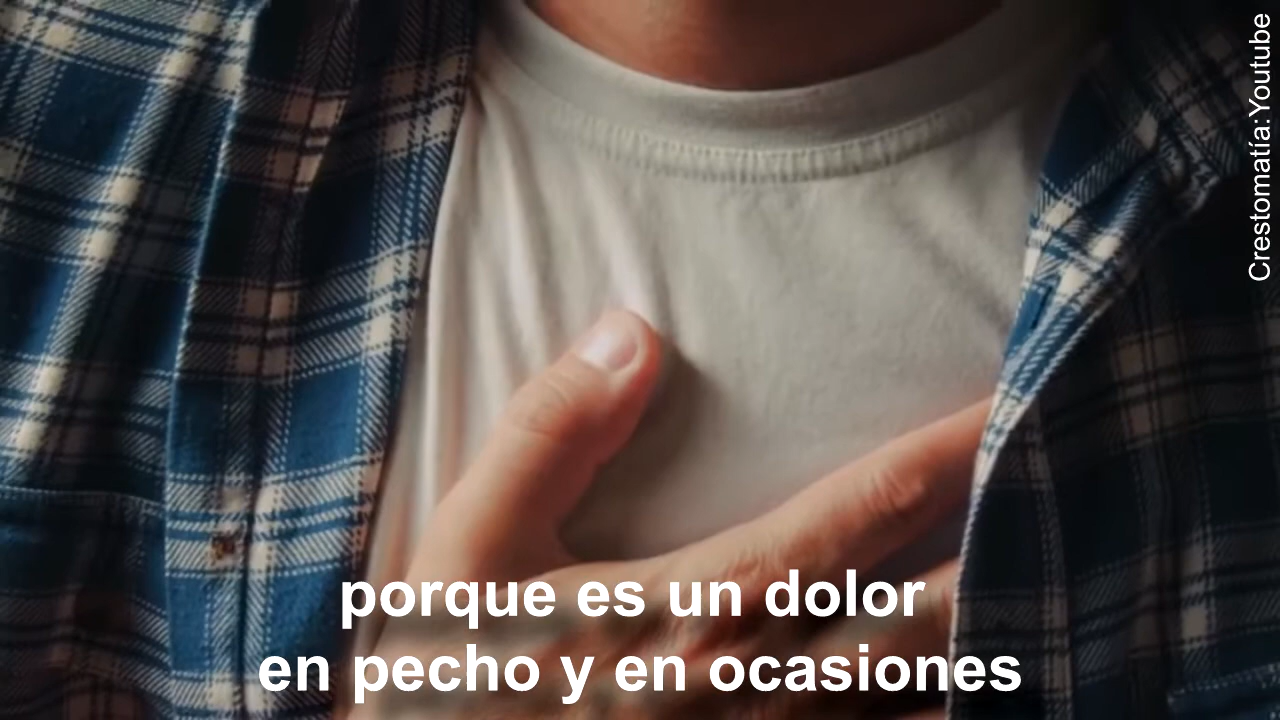 Crestomatía:Youtube
porque es un dolor
en pecho y en ocasiones